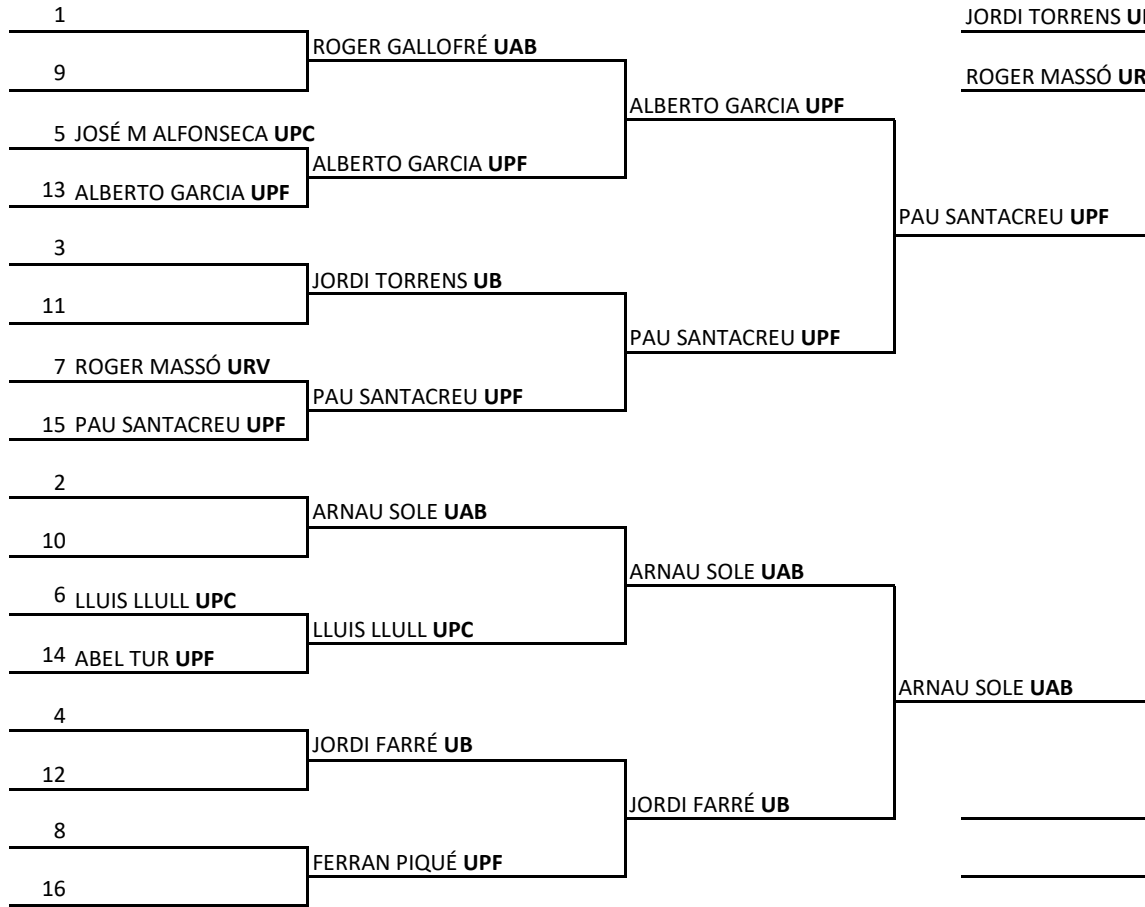 1
JORDI TORRENS
ROGER GALLOFRÉ UAB
9
ROGER MASSÓ
ALBERTO GARCIA UPF
5 JOSÉ M ALFONSECA UPC
ALBERTO GARCIA UPF
13 ALBERTO GARCIA UPF
PAU SANTACREU UPF
3
JORDI TORRENS UB
11
PAU SANTACREU UPF
7 ROGER MASSÓ URV
PAU SANTACREU UPF
15 PAU SANTACREU UPF
2
ARNAU SOLE UAB
10
ARNAU SOLE UAB
6 LLUIS LLULL UPC
LLUIS LLULL UPC
14 ABEL TUR UPF
ARNAU SOLE UAB
4
JORDI FARRÉ UB
12
JORDI FARRÉ UB
8
FERRAN PIQUÉ UPF
16